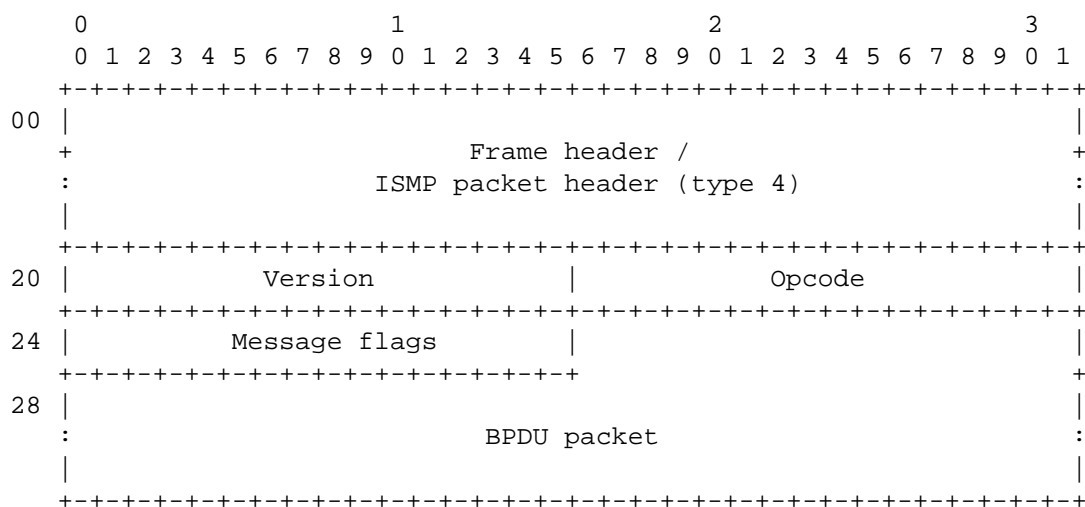 0                   1                   2                   3
 0 1 2 3 4 5 6 7 8 9 0 1 2 3 4 5 6 7 8 9 0 1 2 3 4 5 6 7 8 9 0 1
   +-+-+-+-+-+-+-+-+-+-+-+-+-+-+-+-+-+-+-+-+-+-+-+-+-+-+-+-+-+-+-+-+
00 |                                                               |
   +                         Frame header /                        +
   :                   ISMP packet header (type 4)                 :
   |                                                               |
   +-+-+-+-+-+-+-+-+-+-+-+-+-+-+-+-+-+-+-+-+-+-+-+-+-+-+-+-+-+-+-+-+
20 |            Version            |            Opcode             |
   +-+-+-+-+-+-+-+-+-+-+-+-+-+-+-+-+-+-+-+-+-+-+-+-+-+-+-+-+-+-+-+-+
24 |          Message flags        |                               |
   +-+-+-+-+-+-+-+-+-+-+-+-+-+-+-+-+                               +
28 |                                                               |
   :                          BPDU packet                          :
   |                                                               |
   +-+-+-+-+-+-+-+-+-+-+-+-+-+-+-+-+-+-+-+-+-+-+-+-+-+-+-+-+-+-+-+-+